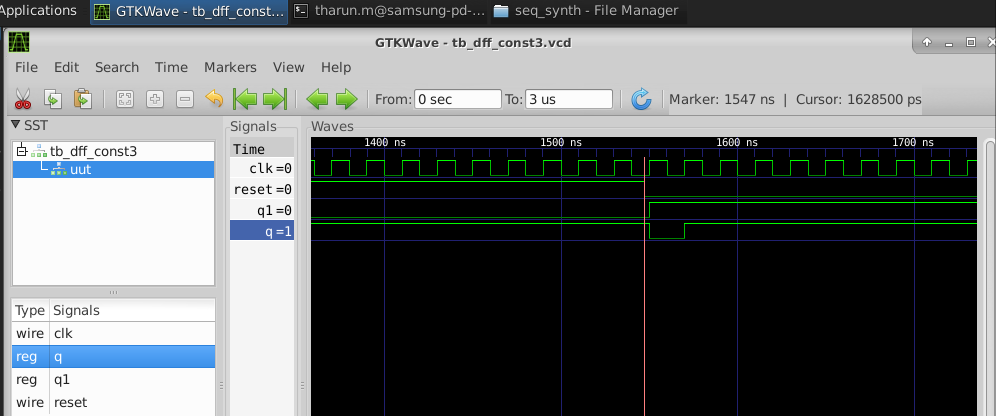 Applications GTKWave - tb_dff_const... tharun.m@samsung-pd-... seq_synth - File Manager
GTKWave - tb_dff_const3.vcd
File Edit Search Time Markers View Help
From: 0 sec To: 3 us Marker: 1547 ns | Cursor: 1628500 ps
SST
tb_dff_const3
uut
Type Signals
wire clk
reg q
reg q1
wire reset
Signals
Time
clk=0
reset=0
q1=0
q=1
Waves
1400 ns 1500 ns 1600 ns 1700 ns